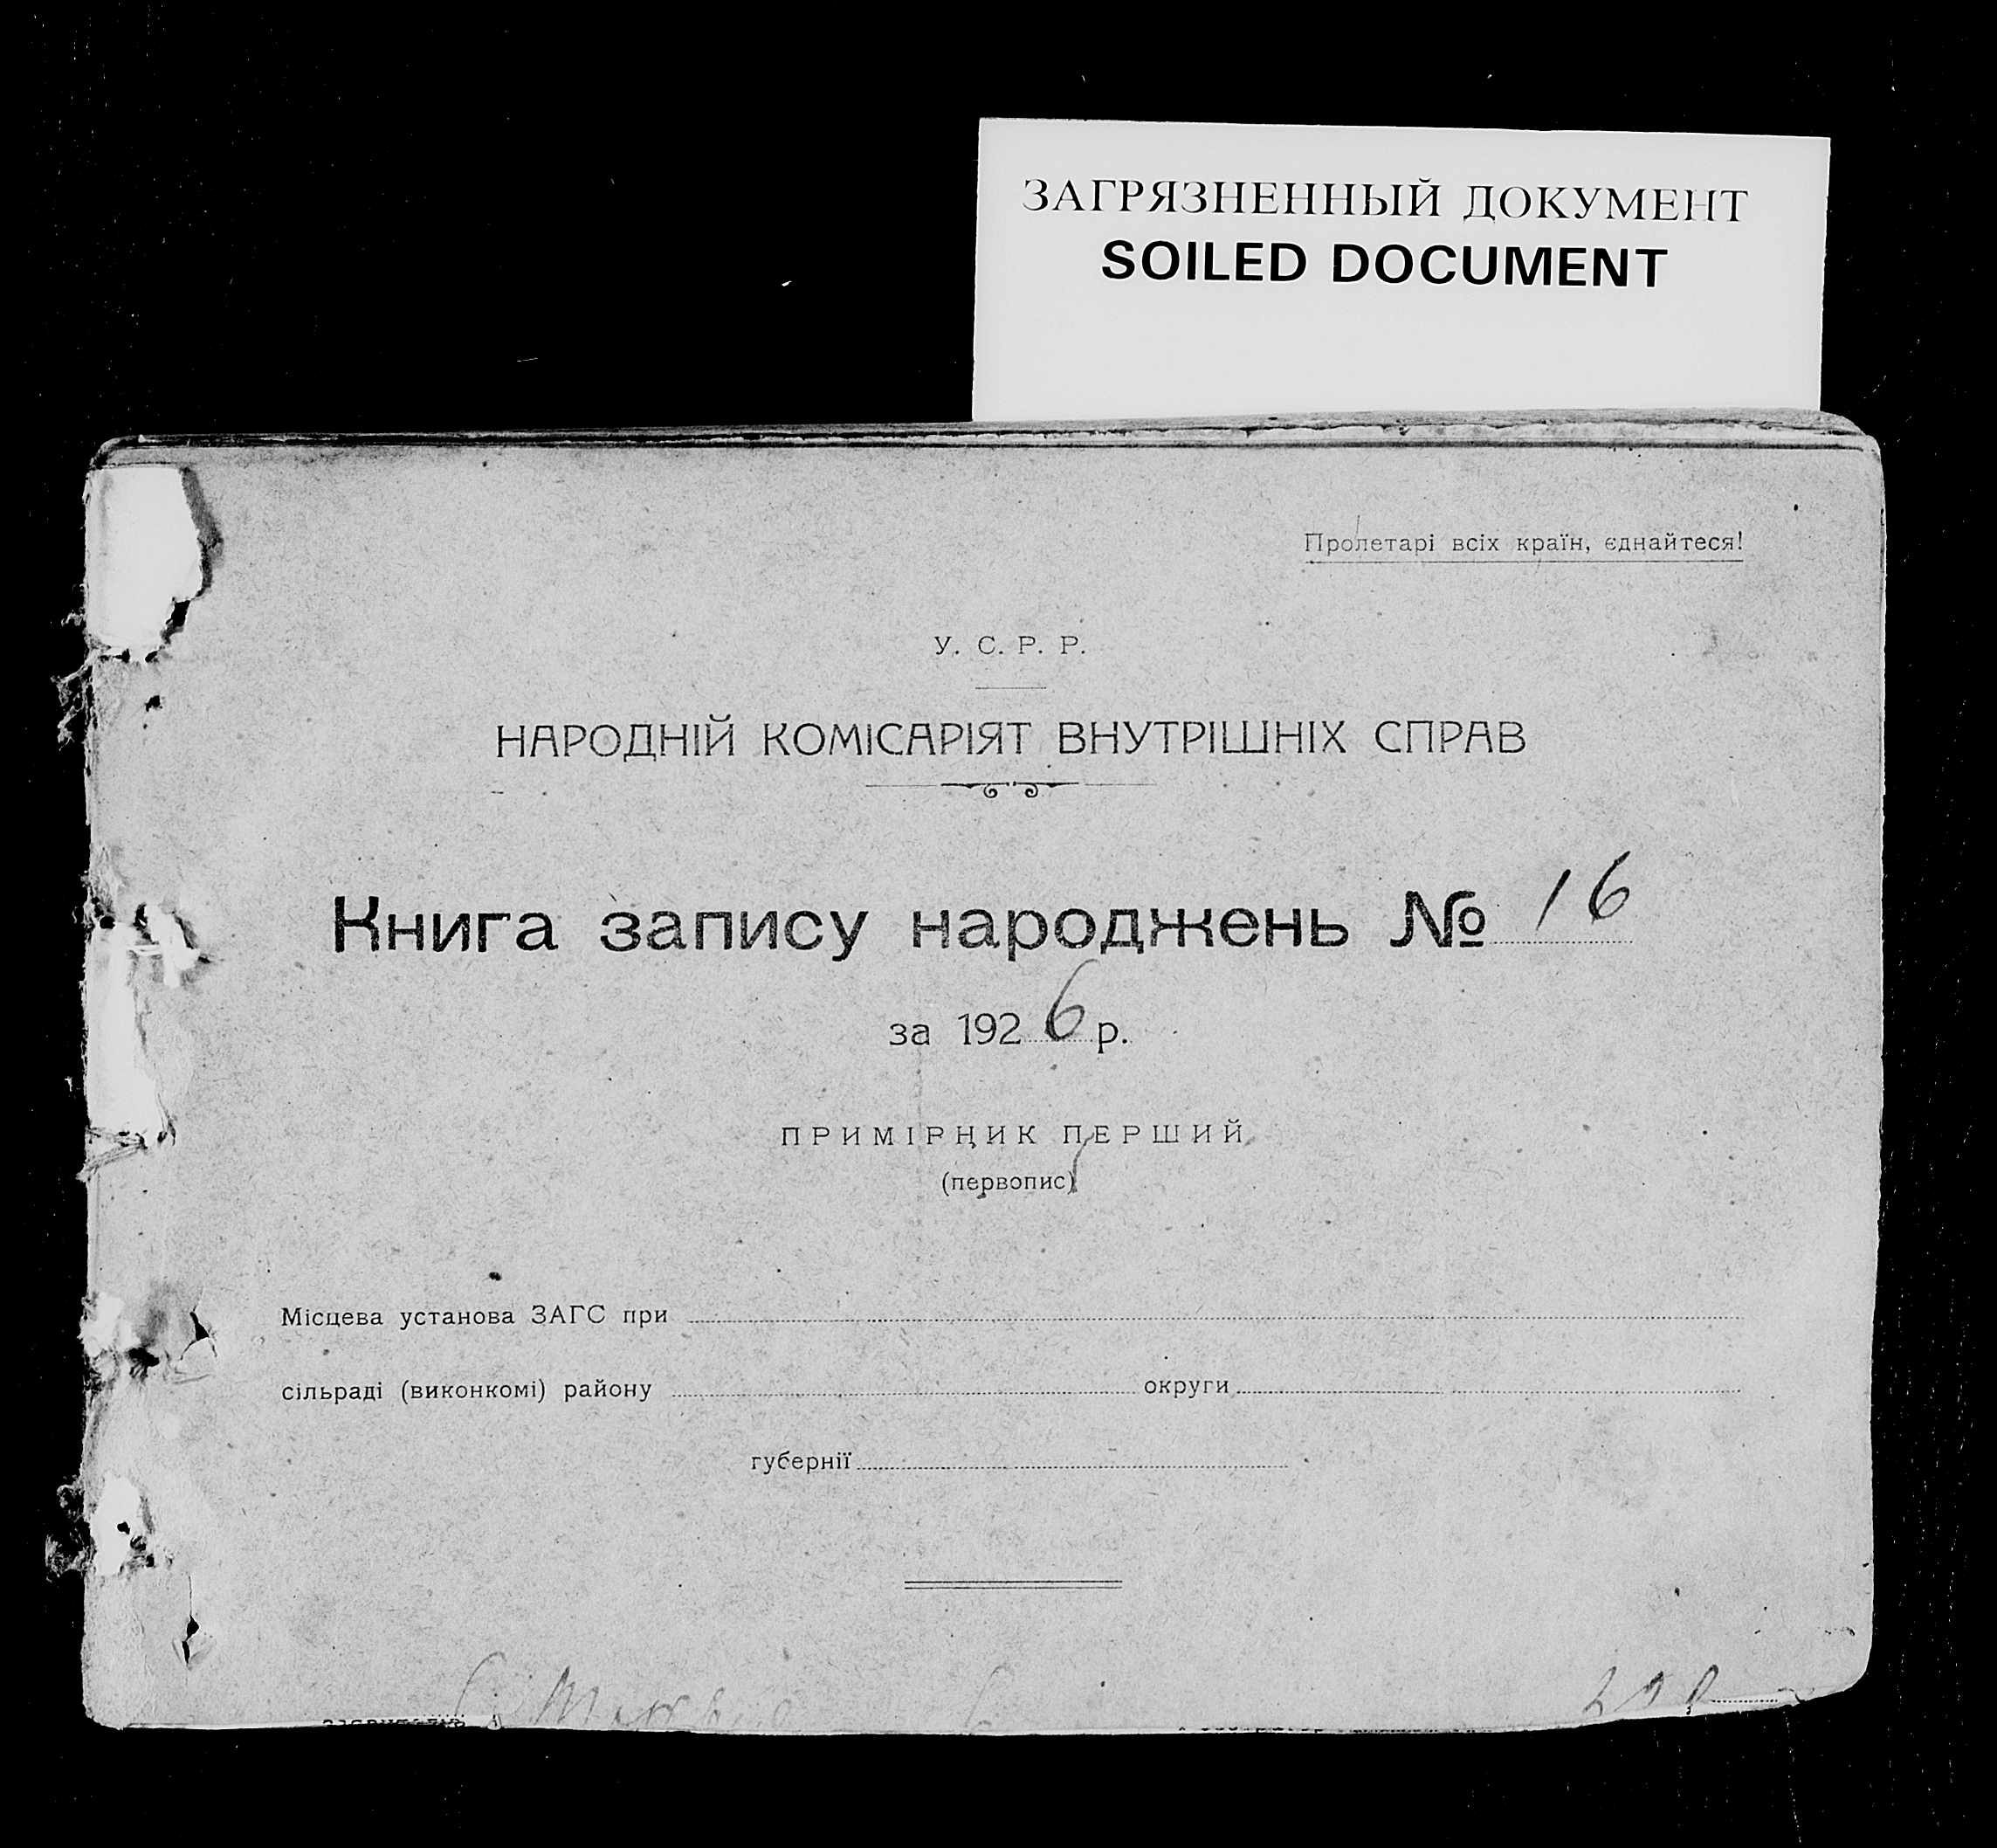 ЗАГРЯЗНЕННЫЙ ДОКУМЕНТ
SOILED DOCUMENT
Пролетарі всіх країн, єднайтеся!
У. С. Р. Р.
НАРОДНІЙ КОМІСАРІЯТ ВНУТРІШНІХ СПРАВ
Книга запису народжень № 16
за 1926 р.
ПРИМІРНИК ПЕРШИЙ
(первопис)
Місцева установа ЗАГС при
сільраді (виконкомі) району округи
губернії